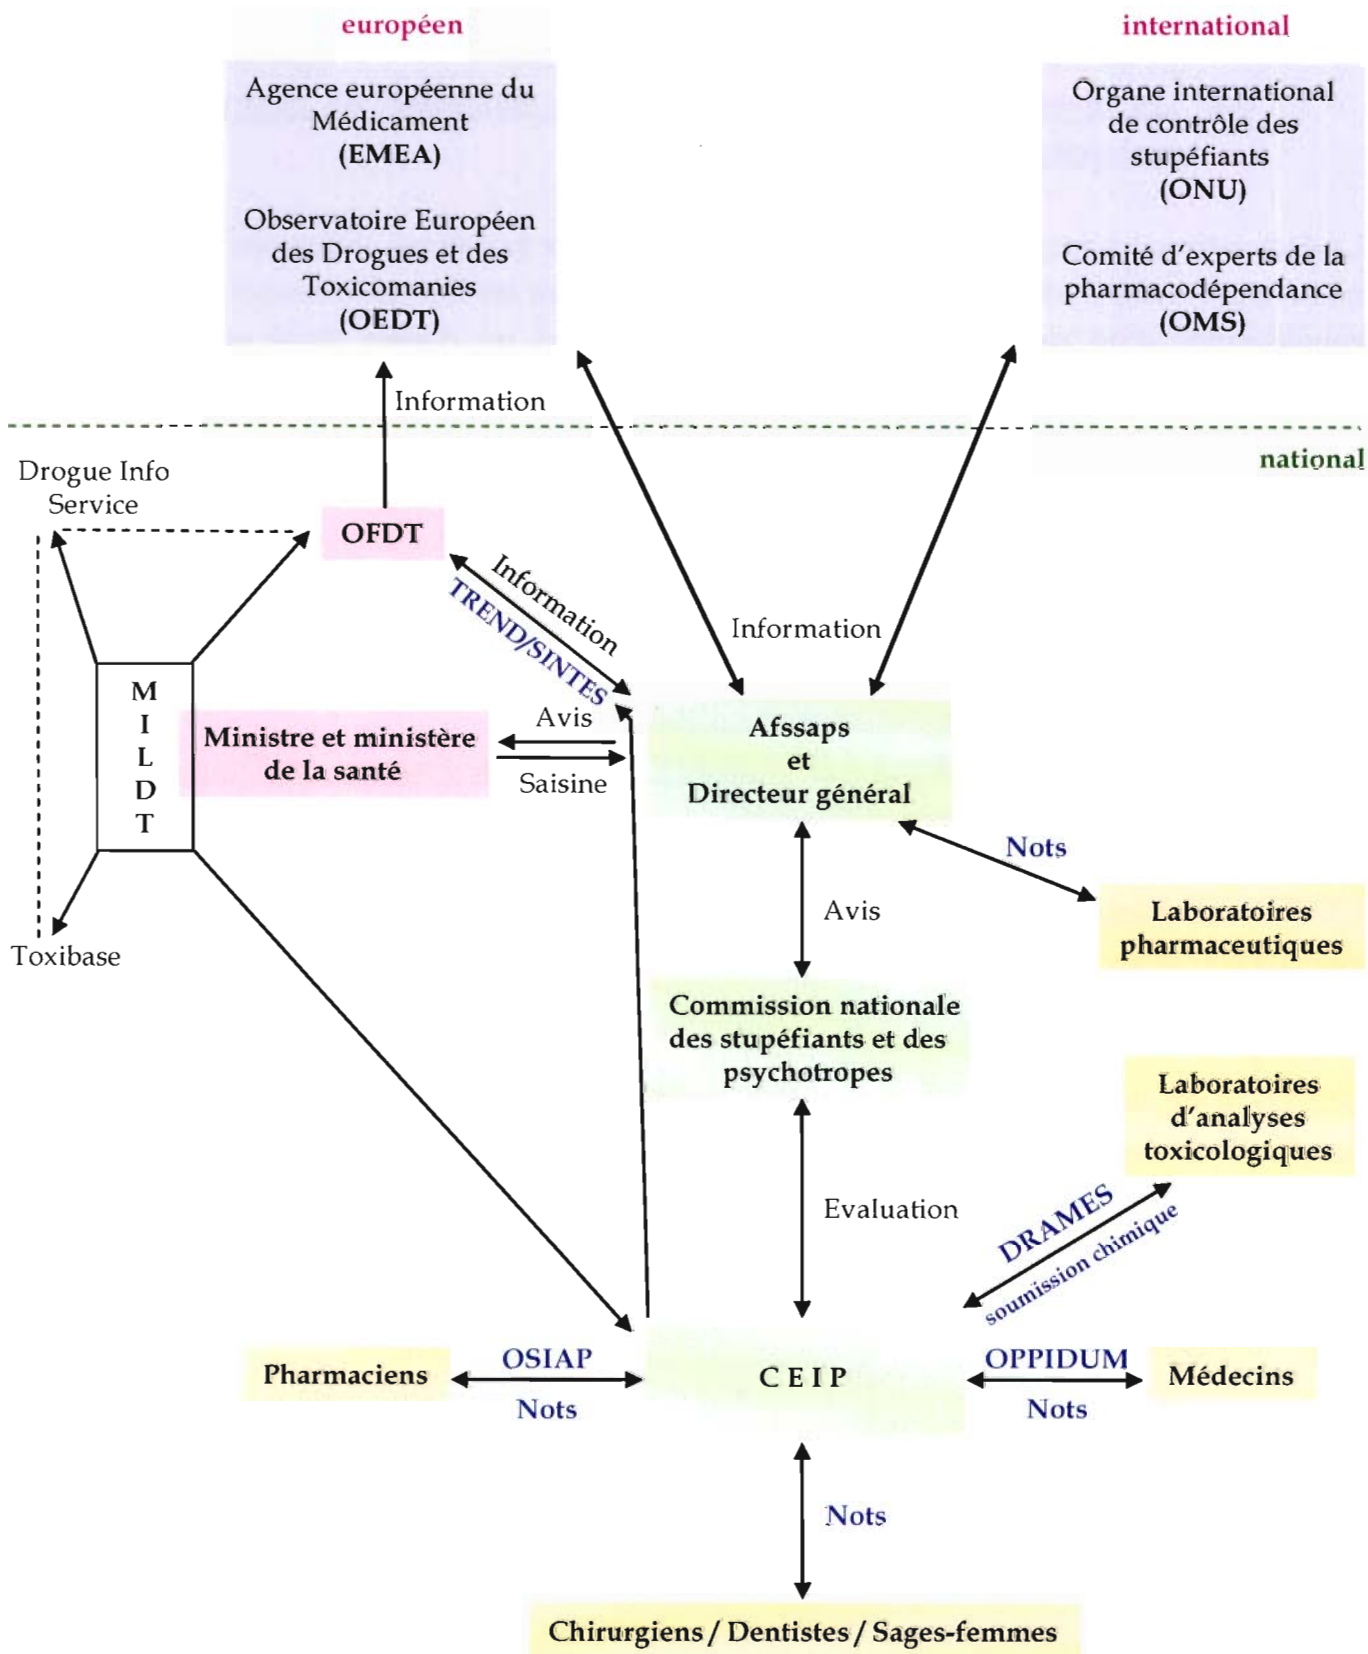 européen
international
Agence européenne du
Médicament
(EMEA)
Observatoire Européen
des Drogues et des
Toxicomanies
(OEDT)
Organe international
de contrôle des
stupéfiants
(ONU)
Comité d'experts de la
pharmacodépendance
(OMS)
Information
national
Drogue Info
Service
OFDT
Information
TREND/SINTES
Information
M
I
L
D
T
Ministre et ministère
de la santé
Avis
Saisine
Afssaps
et
Directeur général
Nots
Laboratoires
pharmaceutiques
Avis
Toxibase
Commission nationale
des stupéfiants et des
psychotropes
Laboratoires
d'analyses
toxicologiques
Evaluation
DRAMES
soumission chimique
Pharmaciens
OSIAP
Nots
C E I P
OPPIDUM
Nots
Médecins
Nots
Chirurgiens / Dentistes / Sages-femmes